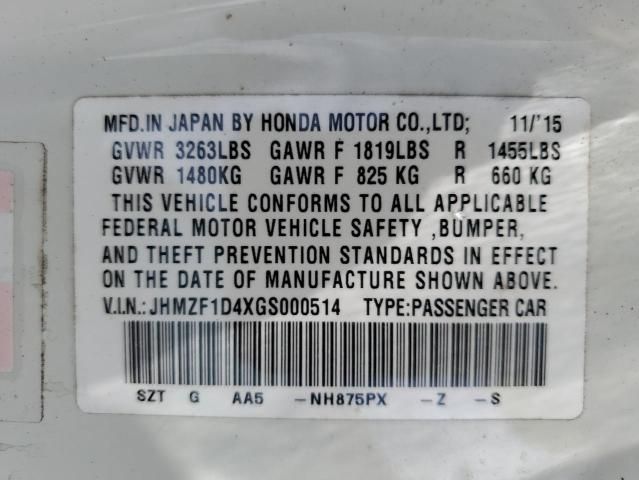 MFD.IN JAPAN BY HONDA MOTOR CO.,LTD; 11/'15
GVWR 3263LBS GAWR F 1819LBS R 1455LBS
GVWR 1480KG GAWR F 825 KG R 660 KG
THIS VEHICLE CONFORMS TO ALL APPLICABLE
FEDERAL MOTOR VEHICLE SAFETY ,BUMPER,
AND THEFT PREVENTION STANDARDS IN EFFECT
ON THE DATE OF MANUFACTURE SHOWN ABOVE.
V.I.N.:JHMZF1D4XGS000514 TYPE:PASSENGER CAR
SZT G AA5 -NH875PX -Z -S